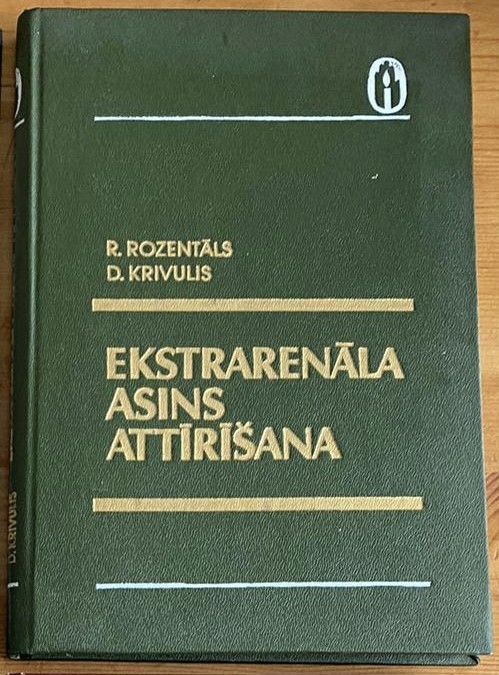 R. ROZENTĀLS
D. KRIVULIS
EKSTRARENĀLA
ASINS
ATTĪRĪŠANA
D. KRIVULIS